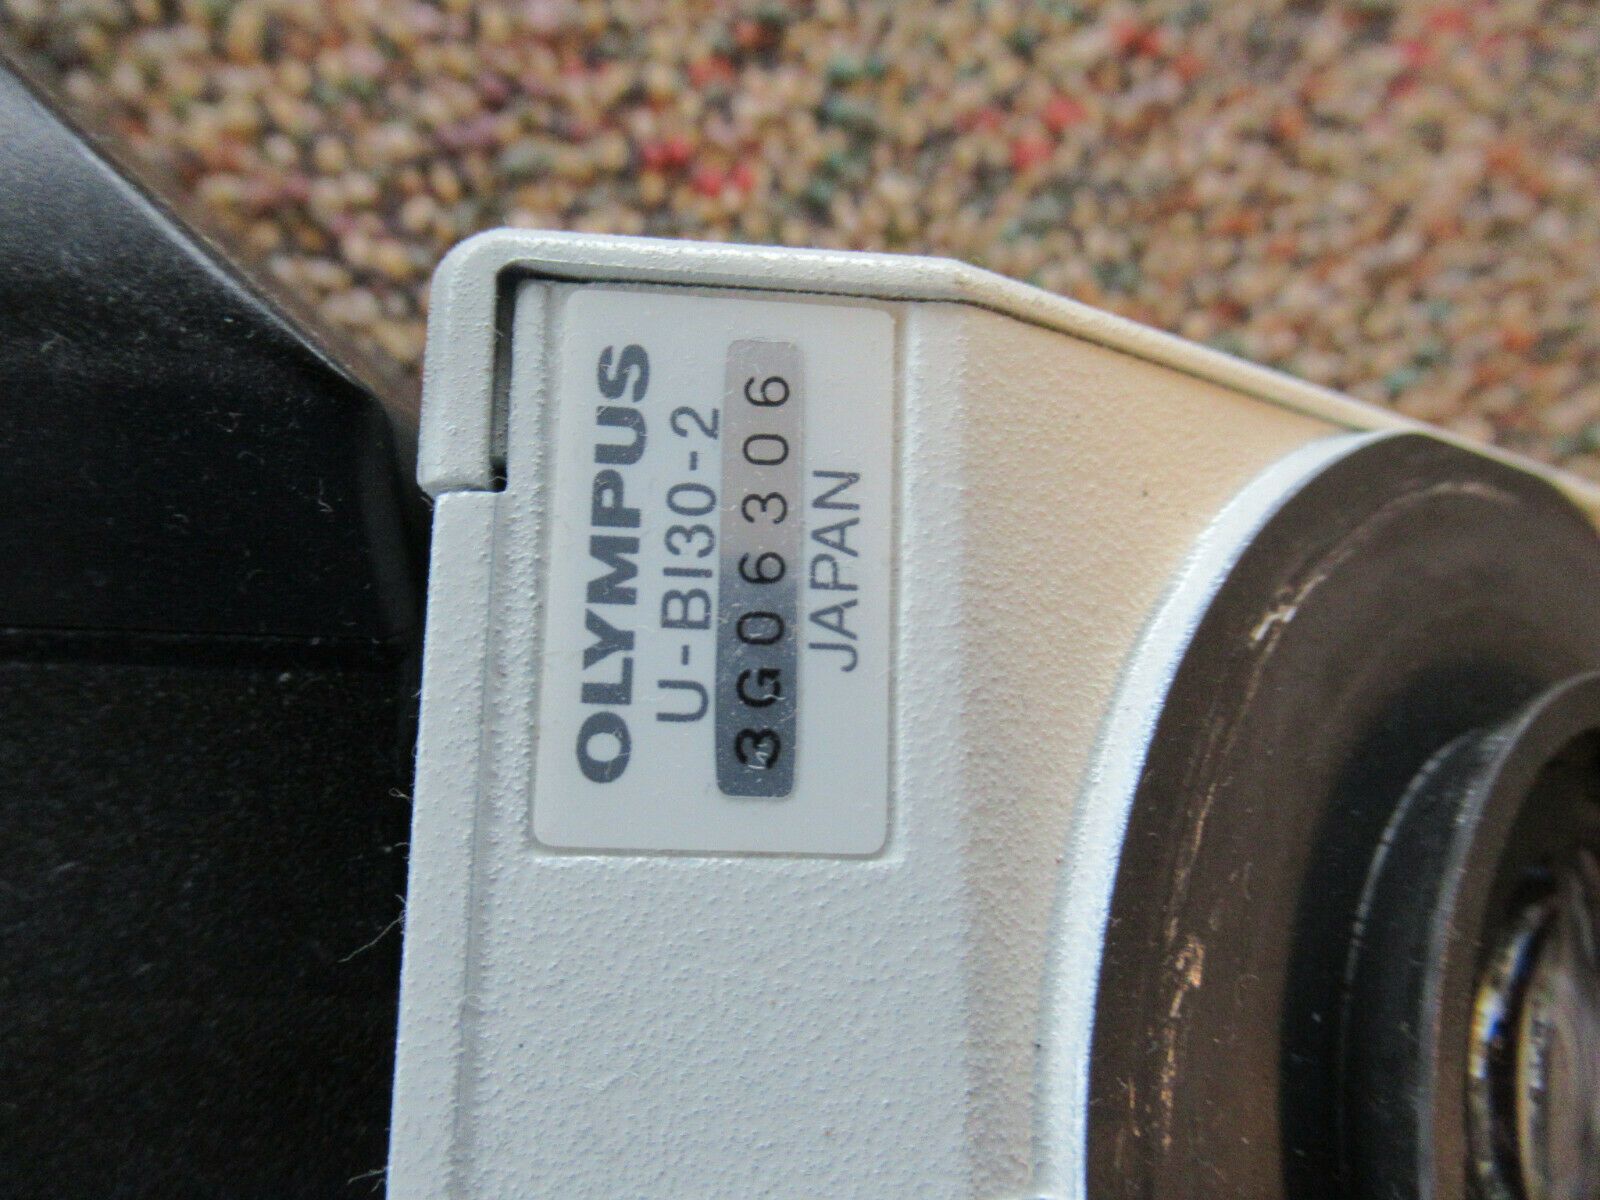 OLYMPUS
U-BI30-2
3G06306
JAPAN